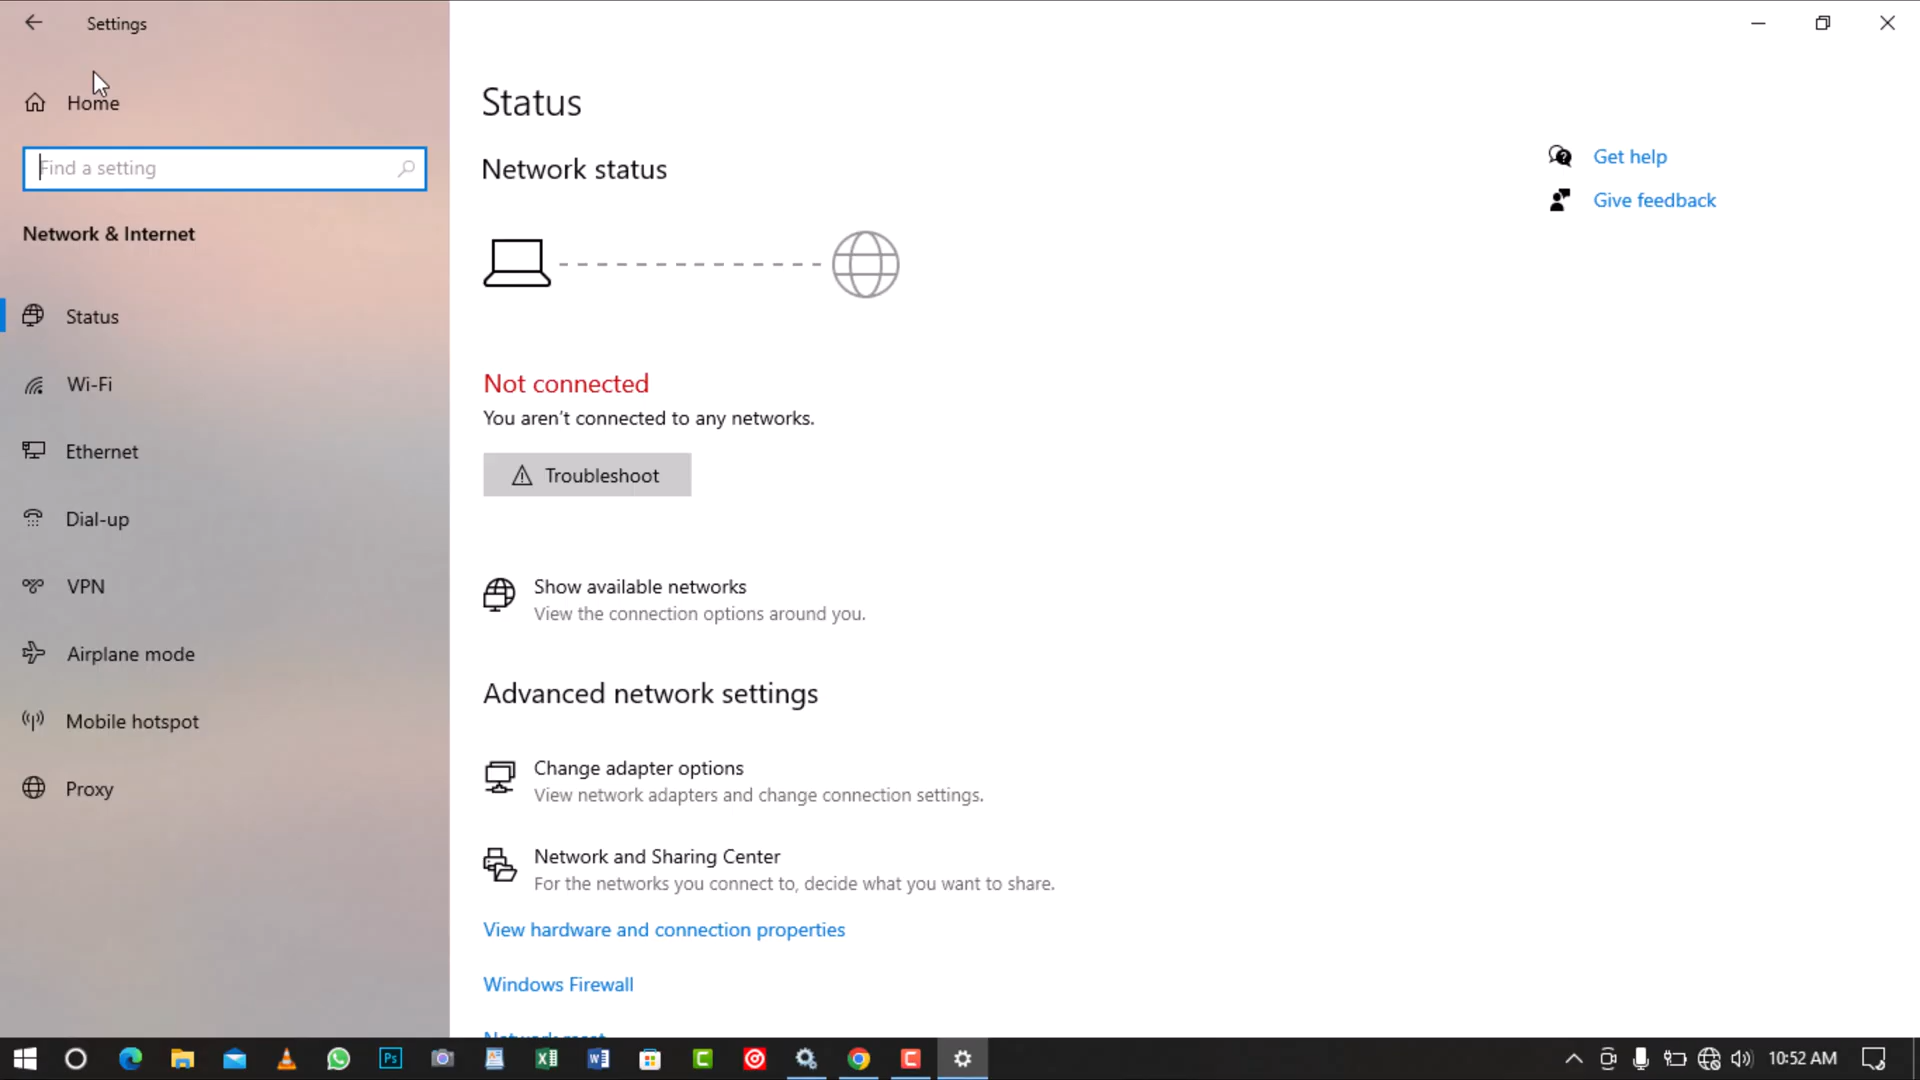 Settings
Home
Find a setting
Network & Internet
Status
Wi-Fi
Ethernet
Dial-up
VPN
Airplane mode
Mobile hotspot
Proxy
Status
Network status
Not connected
You aren't connected to any networks.
Troubleshoot
Show available networks
View the connection options around you.
Advanced network settings
Change adapter options
View network adapters and change connection settings.
Network and Sharing Center
For the networks you connect to, decide what you want to share.
View hardware and connection properties
Windows Firewall
Network reset
Get help
Give feedback
Ps
10:52 AM